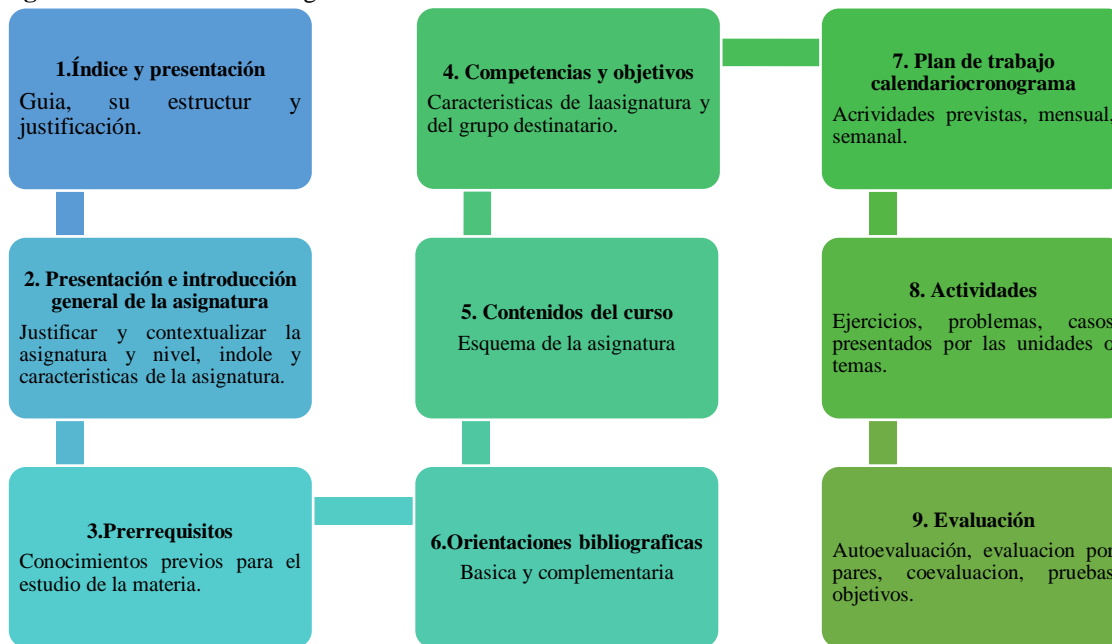 1.Índice y presentación
Guia, su estructur y
justificación.
2. Presentación e introducción
general de la asignatura
Justificar y contextualizar la
asignatura y nivel, indole y
caracteristicas de la asignatura.
3.Prerrequisitos
Conocimientos previos para el
estudio de la materia.
4. Competencias y objetivos
Caracteristicas de laasignatura y
del grupo destinatario.
5. Contenidos del curso
Esquema de la asignatura
6.Orientaciones bibliograficas
Basica y complementaria
7. Plan de trabajo
calendariocronograma
Acrividades previstas, mensual,
semanal.
8. Actividades
Ejercicios, problemas, casos
presentados por las unidades o
temas.
9. Evaluación
Autoevaluación, evaluacion por
pares, coevaluacion, pruebas
objetivos.